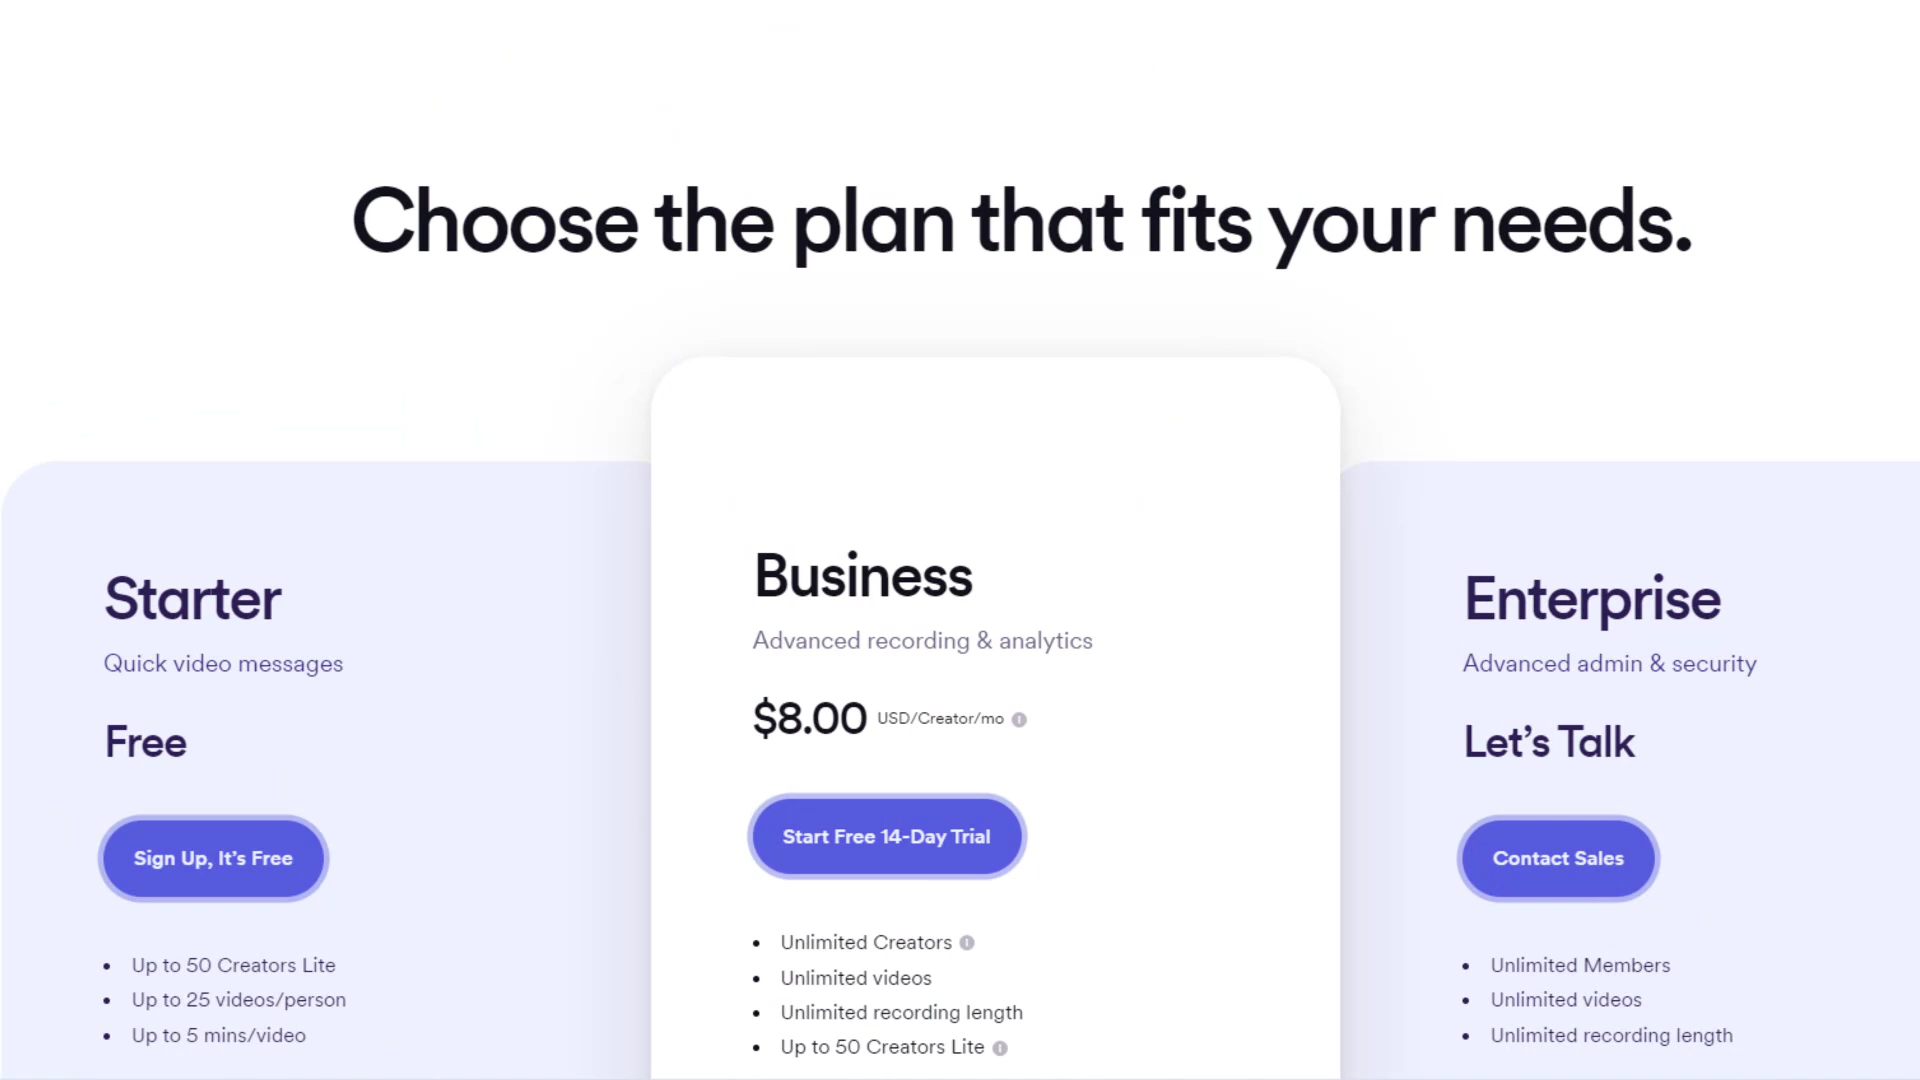 Choose the plan that fits your needs.
Starter
Quick video messages
Free
Sign Up, It’s Free
• Up to 50 Creators Lite
• Up to 25 videos/person
• Up to 5 mins/video
Business
Advanced recording & analytics
$8.00 USD/Creator/mo
Start Free 14-Day Trial
• Unlimited Creators
• Unlimited videos
• Unlimited recording length
• Up to 50 Creators Lite
Enterprise
Advanced admin & security
Let’s Talk
Contact Sales
• Unlimited Members
• Unlimited videos
• Unlimited recording length